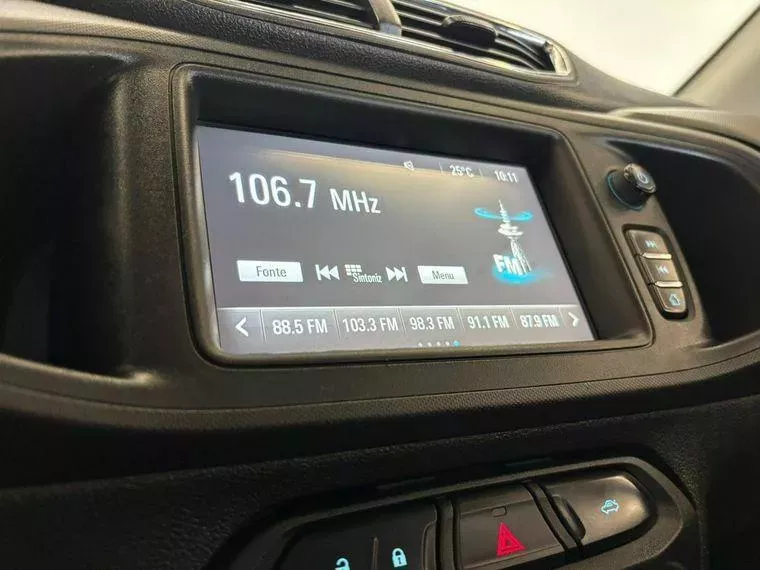 25°C 10:11
106.7 MHz
FM
Fonte Sintoniz Menu
88.5 FM 103.3 FM 98.3 FM 91.1 FM 87.9 FM